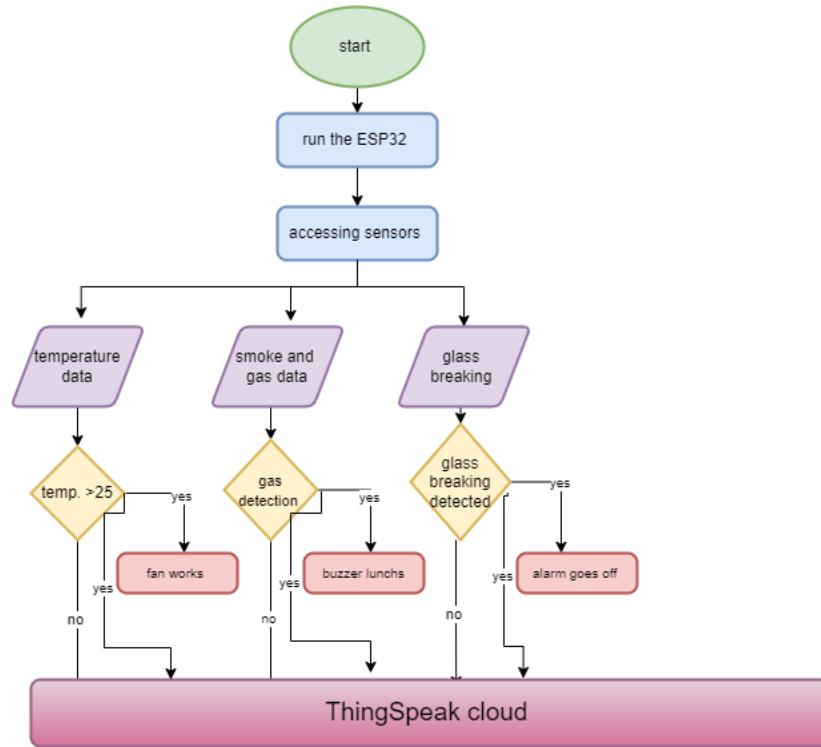 start
run the ESP32
accessing sensors
temperature
data
smoke and
gas data
glass
breaking
temp. >25
yes
gas
detection
yes
glass
breaking
detected
yes
fan works
buzzer lunchs
alarm goes off
yes
yes
yes
no
no
no
ThingSpeak cloud